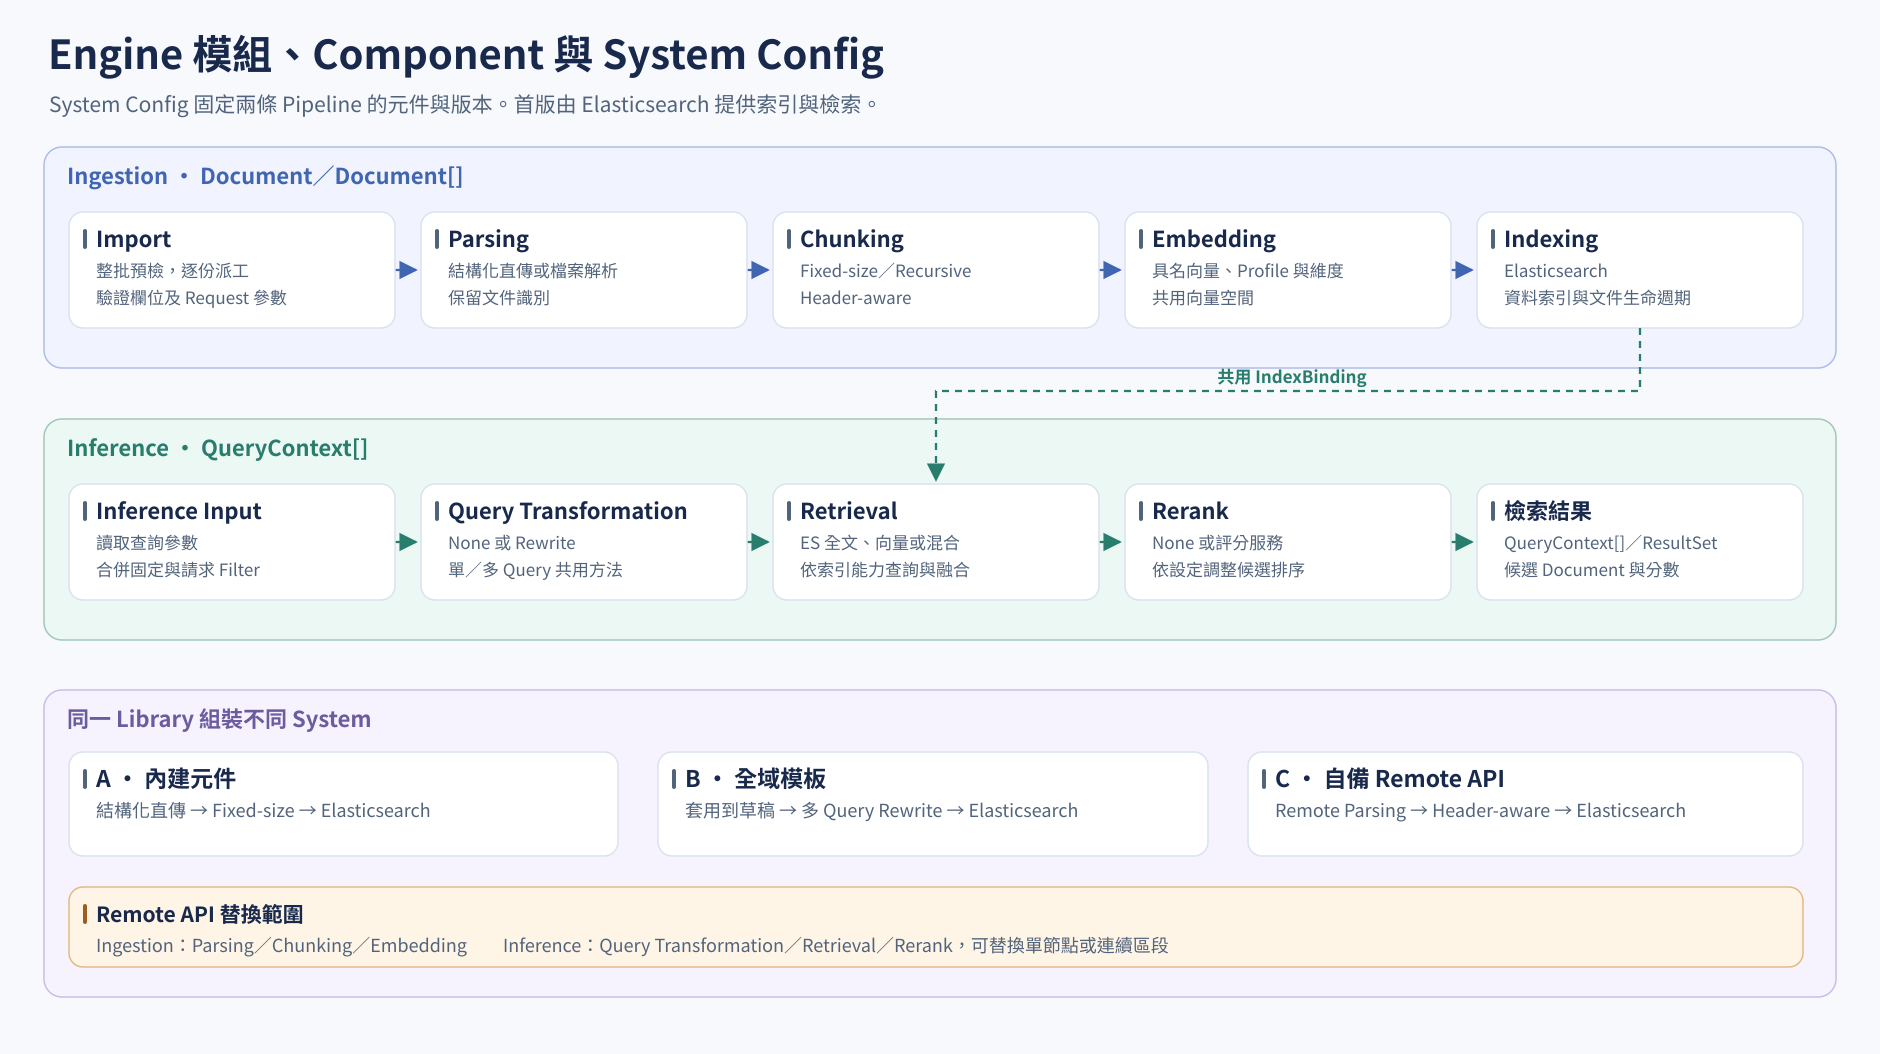 Engine 模組、Component 與 System Config
System Config 固定兩條 Pipeline 的元件與版本。首版由 Elasticsearch 提供索引與檢索。
Ingestion ・ Document／Document[]
Import
整批預檢，逐份派工
驗證欄位及 Request 參數
Parsing
結構化直傳或檔案解析
保留文件識別
Chunking
Fixed-size／Recursive
Header-aware
Embedding
具名向量、Profile 與維度
共用向量空間
Indexing
Elasticsearch
資料索引與文件生命週期
共用 IndexBinding
Inference ・ QueryContext[]
Inference Input
讀取查詢參數
合併固定與請求 Filter
Query Transformation
None 或 Rewrite
單／多 Query 共用方法
Retrieval
ES 全文、向量或混合
依索引能力查詢與融合
Rerank
None 或評分服務
依設定調整候選排序
檢索結果
QueryContext[]／ResultSet
候選 Document 與分數
同一 Library 組裝不同 System
A ・ 內建元件
結構化直傳 → Fixed-size → Elasticsearch
B ・ 全域模板
套用到草稿 → 多 Query Rewrite → Elasticsearch
C ・ 自備 Remote API
Remote Parsing → Header-aware → Elasticsearch
Remote API 替換範圍
Ingestion：Parsing／Chunking／Embedding Inference：Query Transformation／Retrieval／Rerank，可替換單節點或連續區段